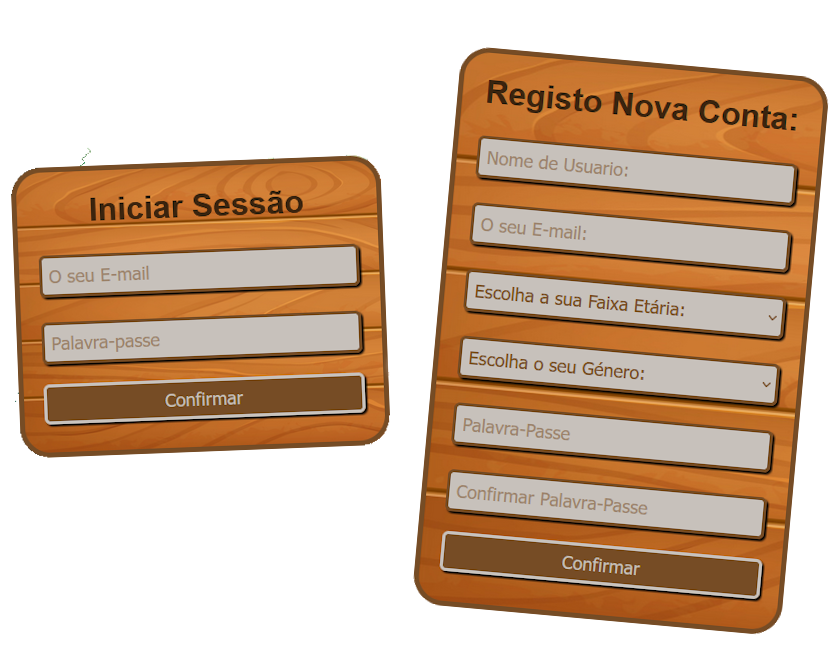 Iniciar Sessão
O seu E-mail
Palavra-passe
Confirmar
Registo Nova Conta:
Nome de Usuario:
O seu E-mail:
Escolha a sua Faixa Etária:
Escolha o seu Género:
Palavra-Passe
Confirmar Palavra-Passe
Confirmar